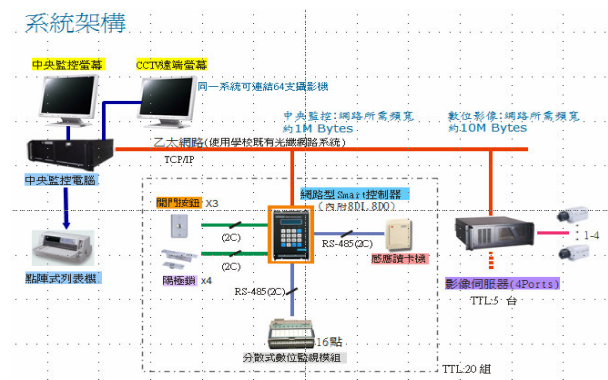 系統架構
中央監控螢幕
CCTV遠端螢幕
同一系統可連結64支攝影機
中央監控:網路所需頻寬
約1M Bytes
數位影像:網路所需頻寬
約10M Bytes
乙太網路(使用學校既有光纖網路系統)
TCP/IP
中央監控電腦
開門按鈕 X3
網路型Smart控制器
(內附8DI,8DO)
(2C)
RS-485(2C)
1-4
點陣式列表機
陽極鎖 x4
(2C)
感應讀卡機
影像伺服器(4Ports)
TTL:5 台
RS-485(2C)
16點
分散式數位監視模組
TTL:20 組